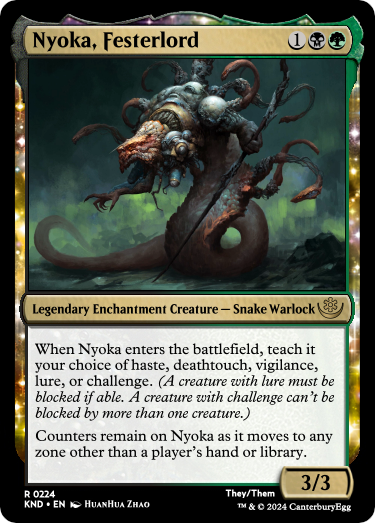 Nyoka, Festerlord 1
Legendary Enchantment Creature — Snake Warlock
When Nyoka enters the battlefield, teach it
your choice of haste, deathtouch, vigilance,
lure, or challenge. (A creature with lure must be
blocked if able. A creature with challenge can't be
blocked by more than one creature.)
Counters remain on Nyoka as it moves to any
zone other than a player's hand or library.
3/3
R 0224
They/Them
KND • EN HuanHua Zhao
™ & © 2024 CanterburyEgg